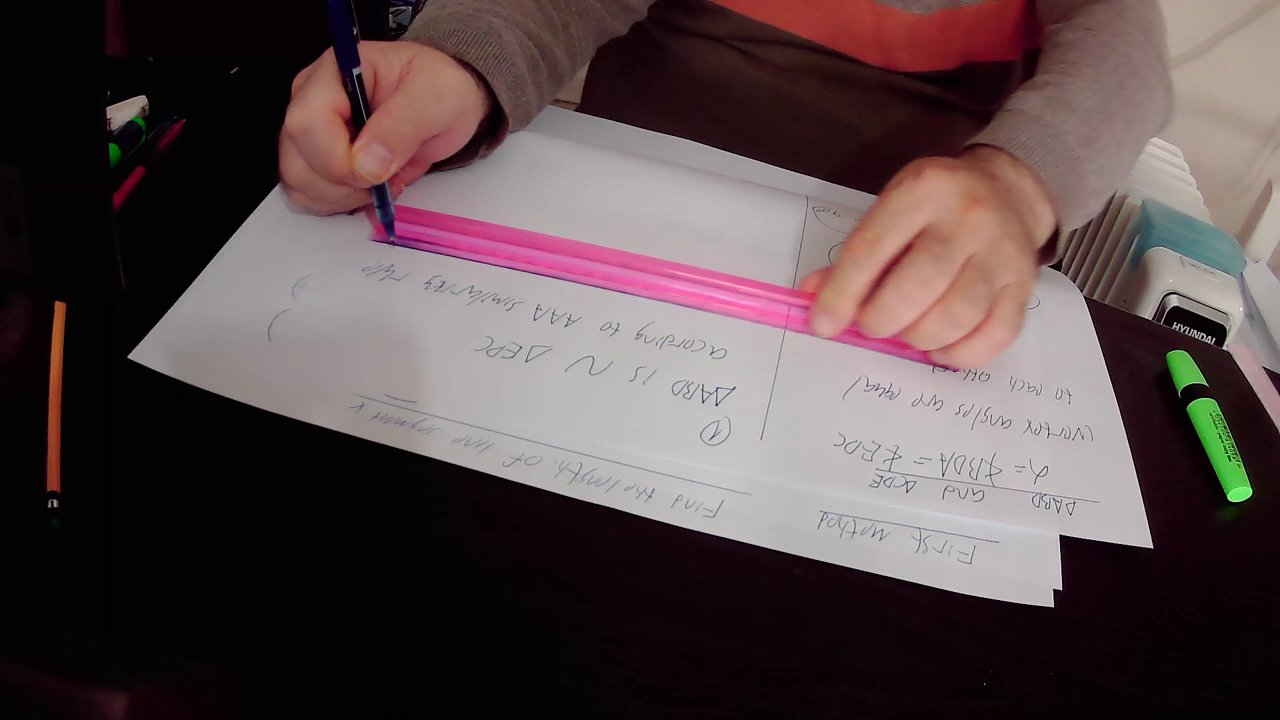 First method
ΔABD and ΔCDE
α₁ = ∢BDA = ∢EDC
(vertex angles are equal
to each other)
Find the length of line segment x
①
ΔABD is ~ ΔEDC
according to AAA similarity rule
HYUNDAI